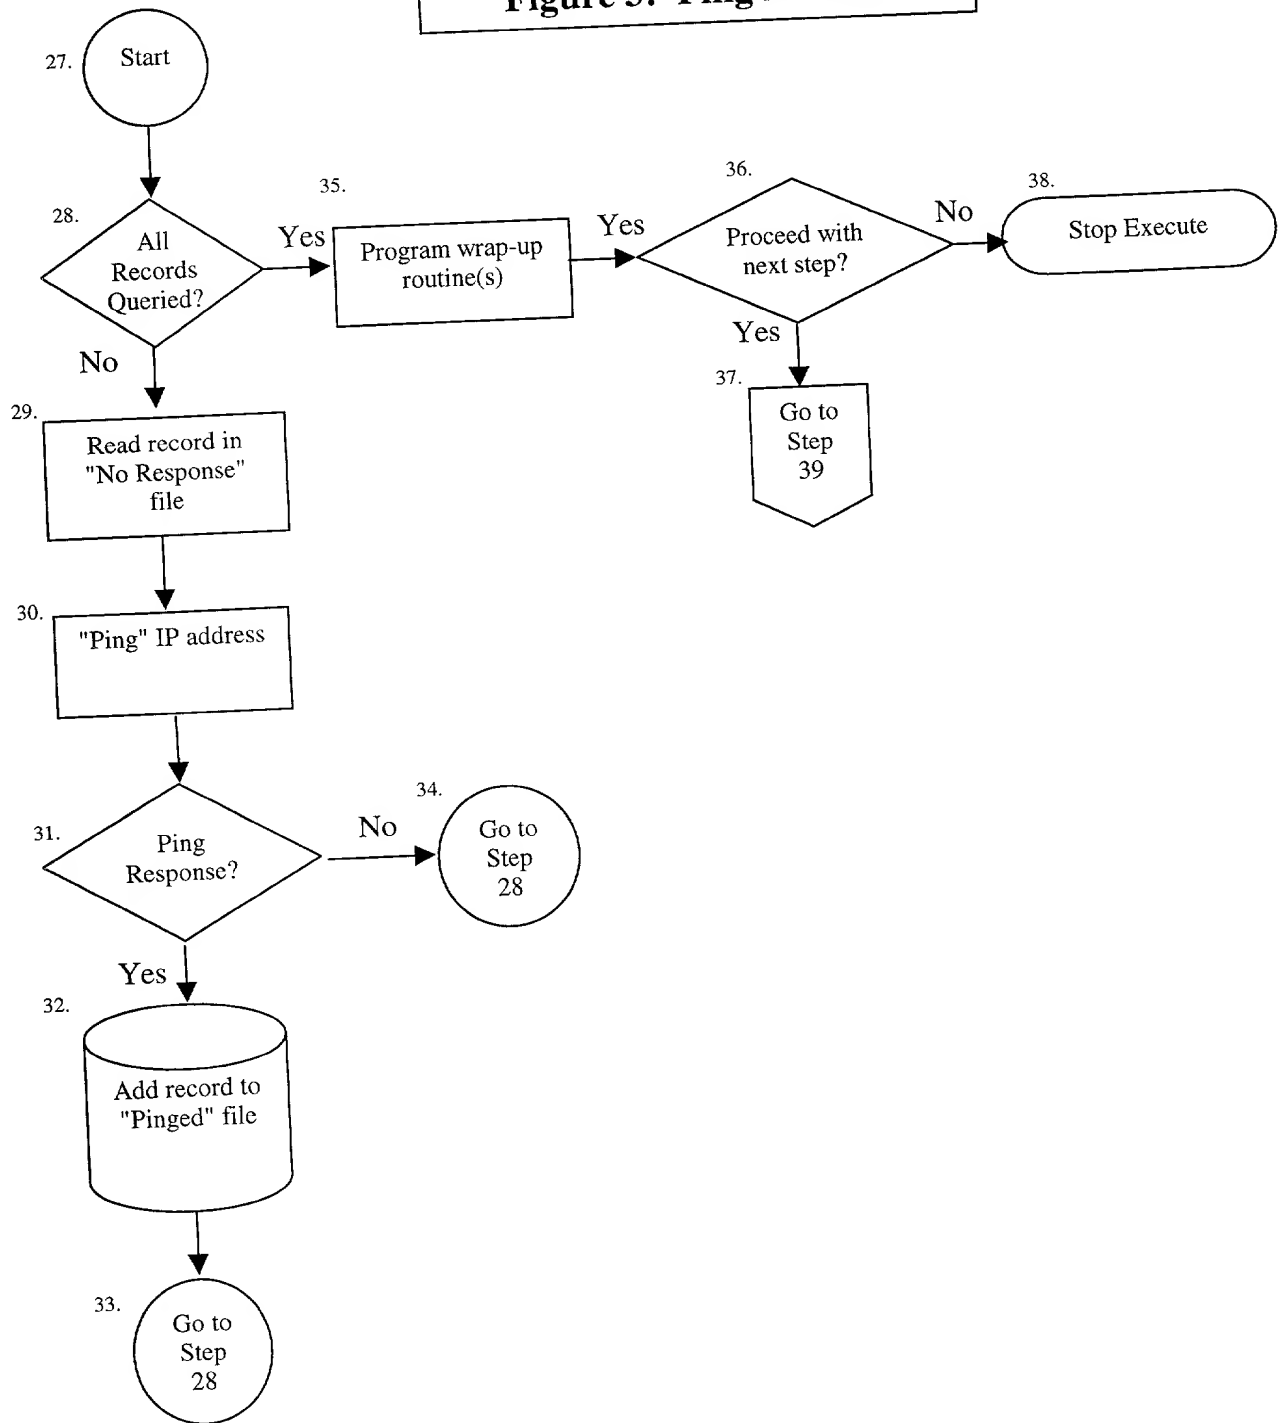 Figure 3: Ping
27.
Start
28.
All
Records
Queried?
Yes
35.
Program wrap-up
routine(s)
Yes
36.
Proceed with
next step?
No
38.
Stop Execute
Yes
37.
Go to
Step
39
No
29.
Read record in
"No Response"
file
30.
"Ping" IP address
31.
Ping
Response?
No
34.
Go to
Step
28
Yes
32.
Add record to
"Pinged" file
33.
Go to
Step
28